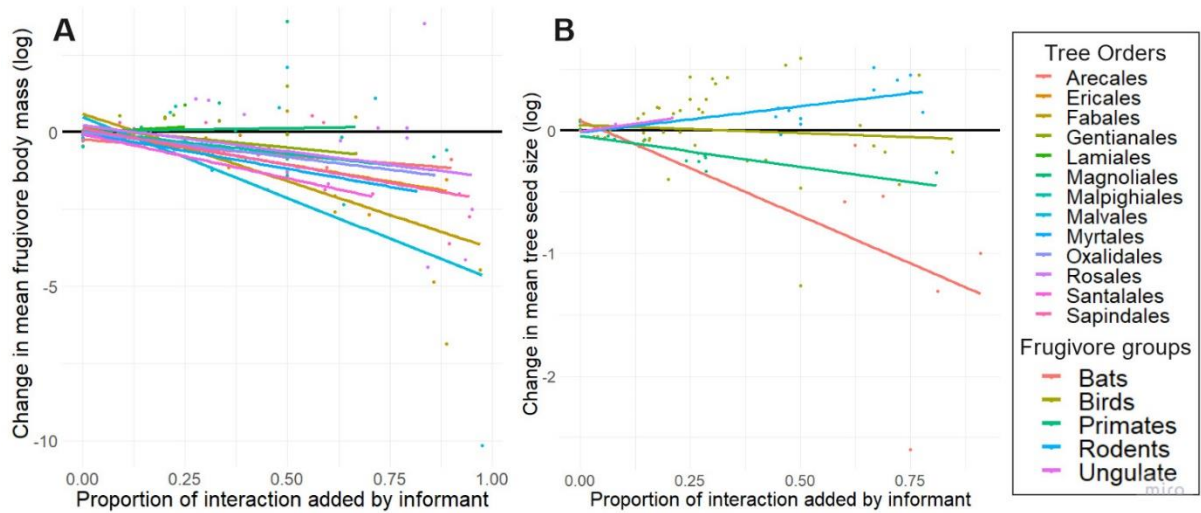 A
Change in mean frugivore body mass (log)
0
-5
-10
0.00 0.25 0.50 0.75 1.00
Proportion of interaction added by informant
B
Change in mean tree seed size (log)
0
-1
-2
0.00 0.25 0.50 0.75
Proportion of interaction added by informant
Tree Orders
Arecales
Ericales
Fabales
Gentianales
Lamiales
Magnoliales
Malpighiales
Malvales
Myrtales
Oxalidales
Rosales
Santalales
Sapindales
Frugivore groups
Bats
Birds
Primates
Rodents
Ungulate
miro